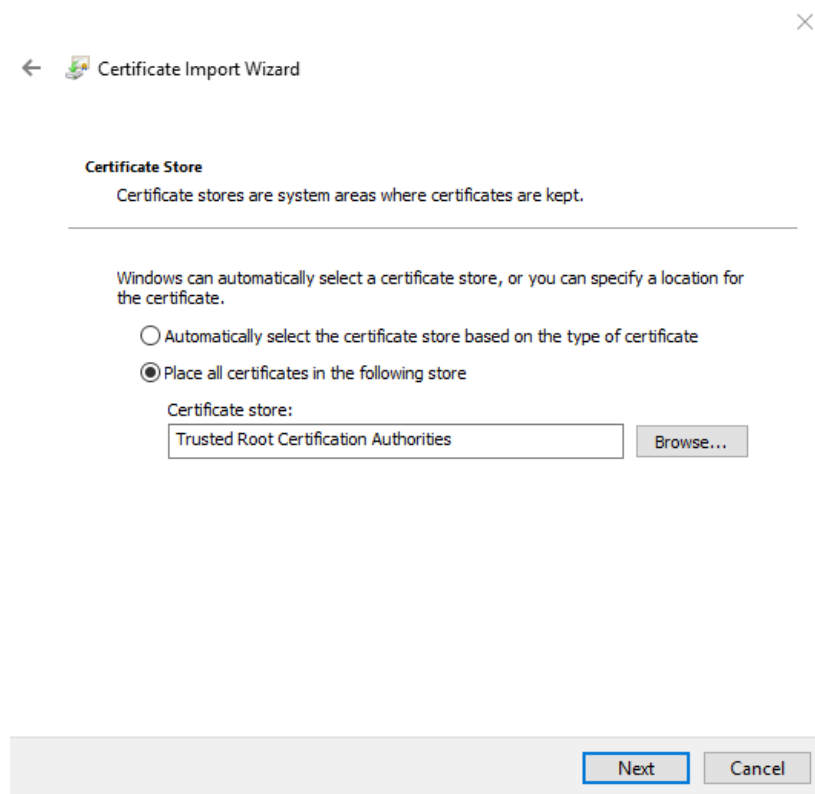 Certificate Import Wizard
Certificate Store
Certificate stores are system areas where certificates are kept.
Windows can automatically select a certificate store, or you can specify a location for
the certificate.
Automatically select the certificate store based on the type of certificate
Place all certificates in the following store
Certificate store:
Trusted Root Certification Authorities
Browse...
Next
Cancel